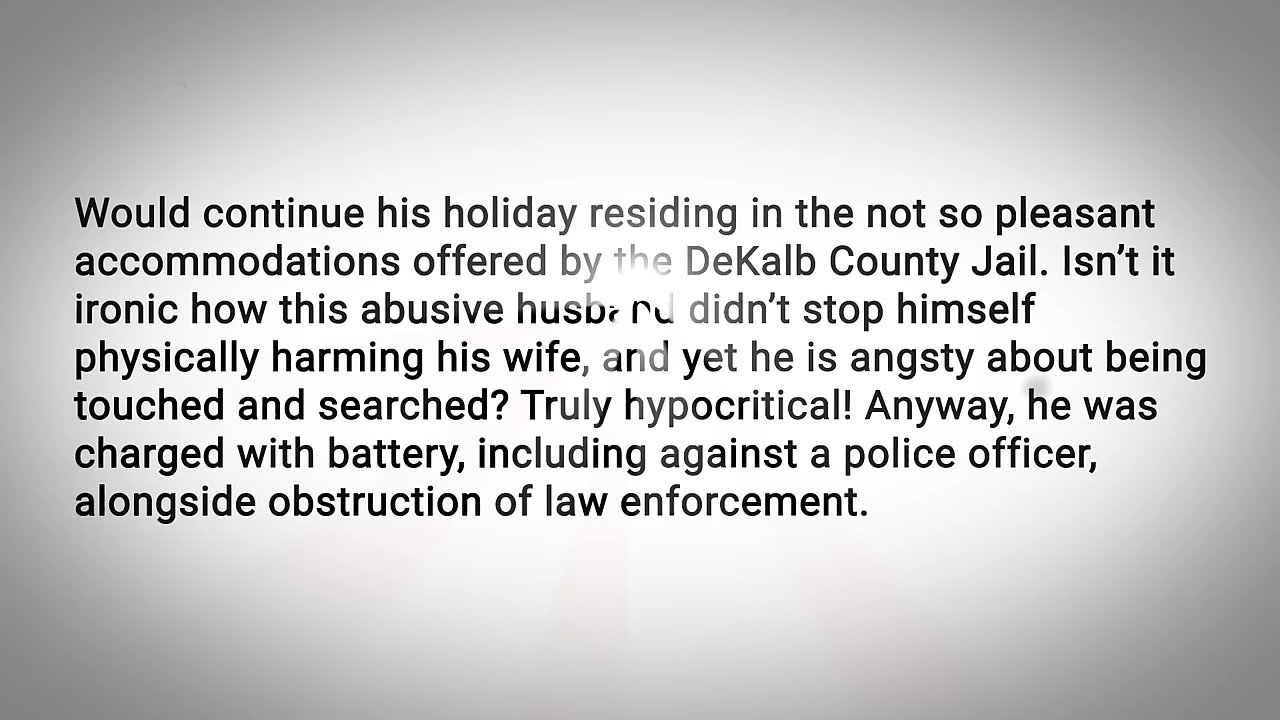 Would continue his holiday residing in the not so pleasant
accommodations offered by the DeKalb County Jail. Isn’t it
ironic how this abusive husband didn’t stop himself
physically harming his wife, and yet he is angsty about being
touched and searched? Truly hypocritical! Anyway, he was
charged with battery, including against a police officer,
alongside obstruction of law enforcement.